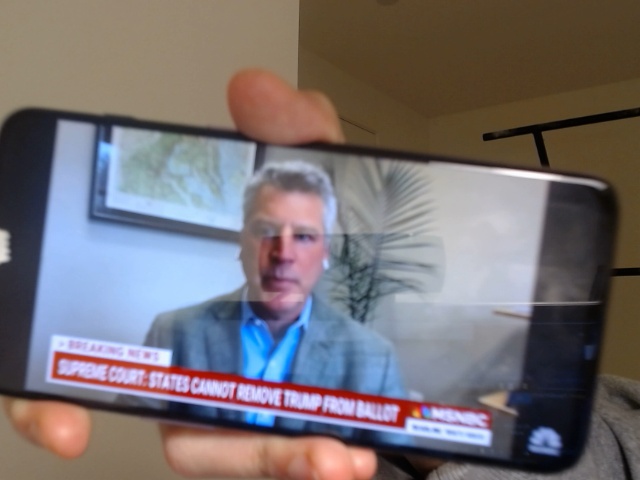 > BREAKING NEWS
SUPREME COURT: STATES CANNOT REMOVE TRUMP FROM BALLOT
MSNBC